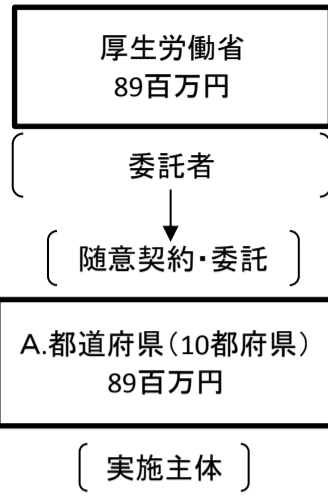 厚生労働省
89百万円
委託者
随意契約・委託
A.都道府県（10都府県）
89百万円
実施主体